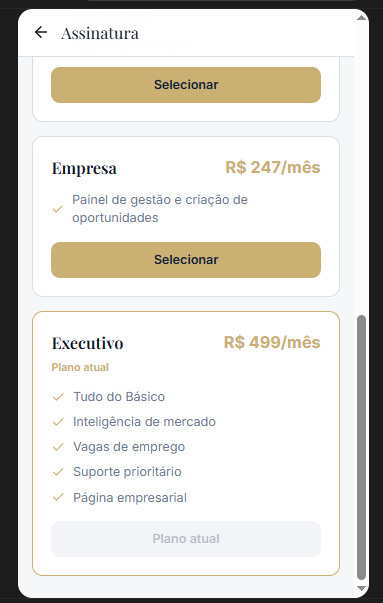 Assinatura
Selecionar
Empresa
R$ 247/mês
Painel de gestão e criação de
oportunidades
Selecionar
Executivo
R$ 499/mês
Plano atual
Tudo do Básico
Inteligência de mercado
Vagas de emprego
Suporte prioritário
Página empresarial
Plano atual